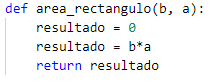 def area_rectangulo(b, a):
    resultado = 0
    resultado = b*a
    return resultado